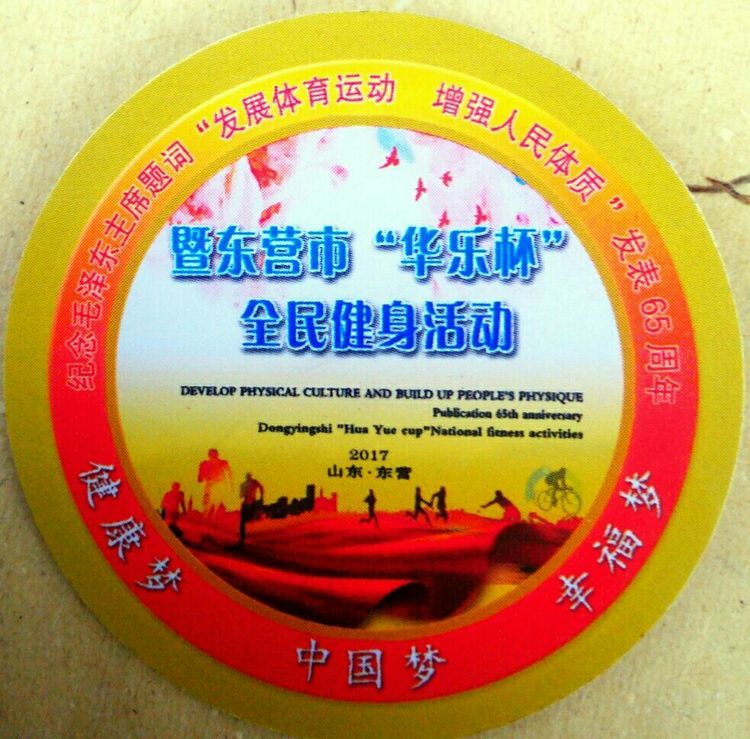 纪念毛泽东主席题词“发展体育运动 增强人民体质”发表65周年
暨东营市“华乐杯”
全民健身活动
DEVELOP PHYSICAL CULTURE AND BUILD UP PEOPLE'S PHYSIQUE
Publication 65th anniversary
Dongyingshi "Hua Yue cup"National fitness activities
2017
山东·东营
健康梦
中国梦
幸福梦